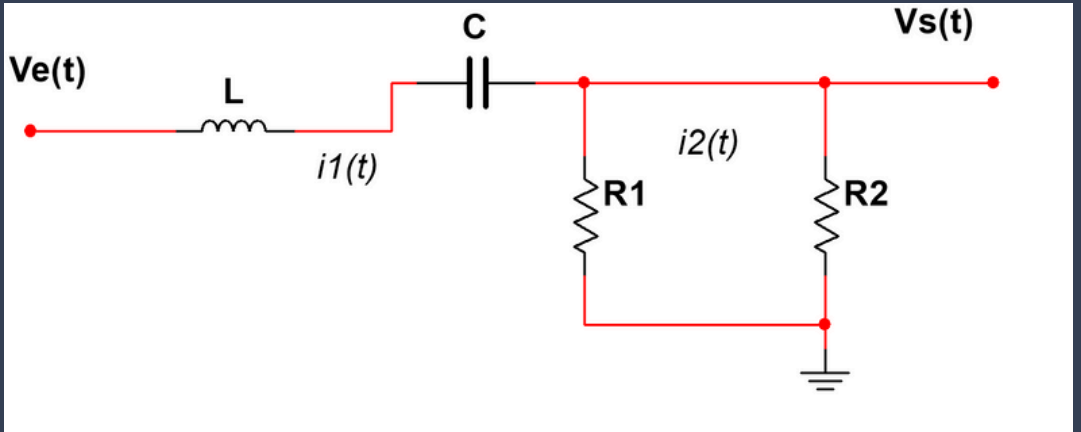 C
Vs(t)
Ve(t)
L
i1(t)
i2(t)
R1
R2